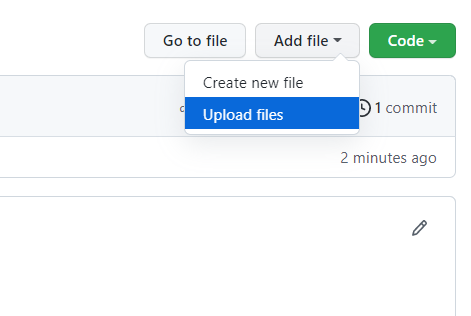 Go to file
Add file
Code
Create new file
Upload files
1 commit
2 minutes ago